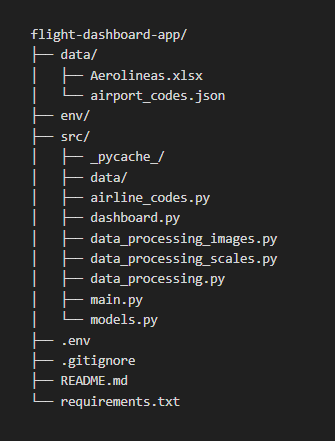 flight-dashboard-app/
├── data/
│   ├── Aerolineas.xlsx
│   └── airport_codes.json
├── env/
├── src/
│   ├── _pycache_/
│   ├── data/
│   ├── airline_codes.py
│   ├── dashboard.py
│   ├── data_processing_images.py
│   ├── data_processing_scales.py
│   ├── data_processing.py
│   ├── main.py
│   └── models.py
├── .env
├── .gitignore
├── README.md
└── requirements.txt